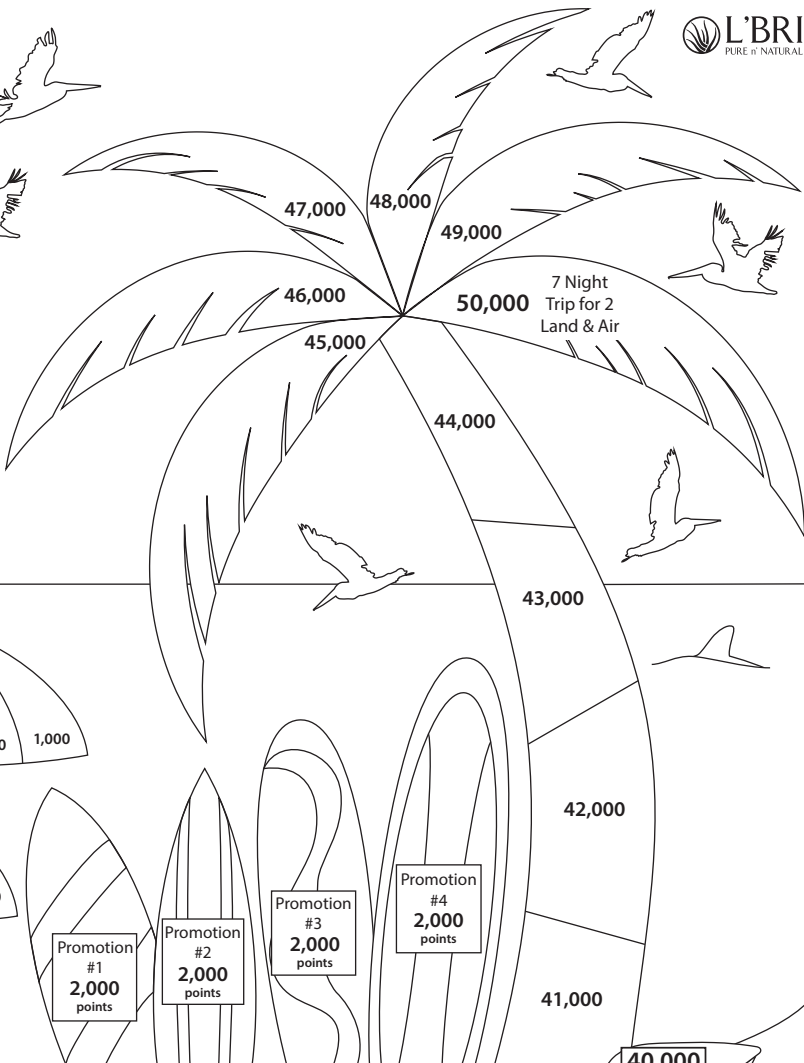 L'BRI
PURE n' NATURAL
48,000
47,000
49,000
46,000
50,000
7 Night
Trip for 2
Land & Air
45,000
44,000
43,000
1,000
42,000
Promotion
#1
2,000
points
Promotion
#2
2,000
points
Promotion
#3
2,000
points
Promotion
#4
2,000
points
41,000
40,000